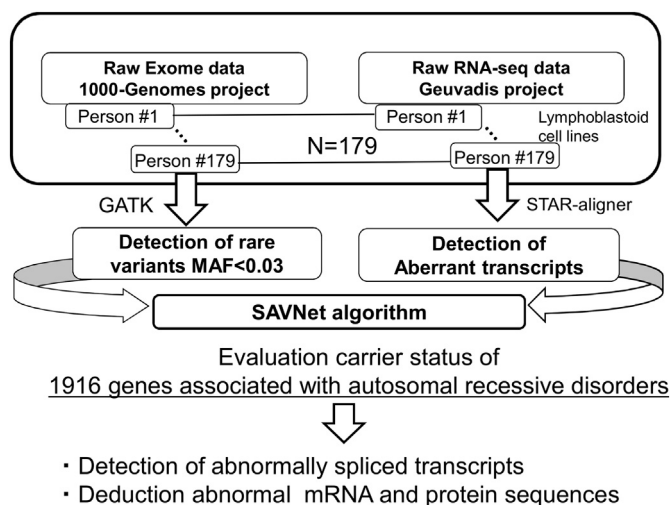 Raw Exome data
1000-Genomes project
Person #1
Person #179
Raw RNA-seq data
Geuvadis project
Person #1
Person #179
Lymphoblastoid
cell lines
N=179
GATK
STAR-aligner
Detection of rare
variants MAF<0.03
Detection of
Aberrant transcripts
SAVNet algorithm
Evaluation carrier status of
1916 genes associated with autosomal recessive disorders
・Detection of abnormally spliced transcripts
・Deduction abnormal mRNA and protein sequences